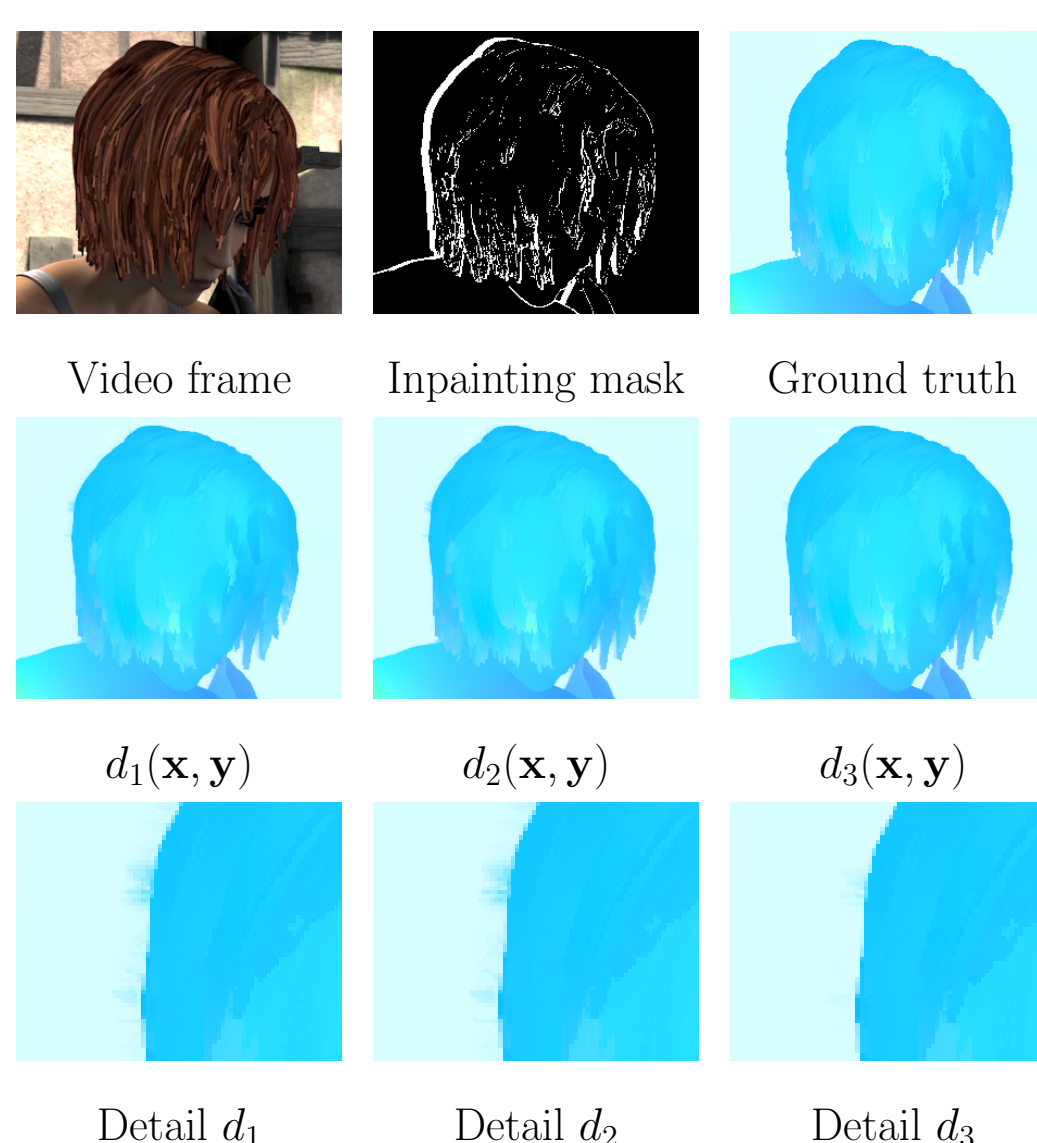 Video frame Inpainting mask Ground truth
d₁(x, y) d₂(x, y) d₃(x, y)
Detail d₁ Detail d₂ Detail d₃